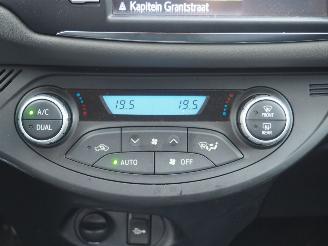 Kapitein Grantstraat
19.5 19.5
A/C
DUAL
FRONT
REAR
AUTO
OFF